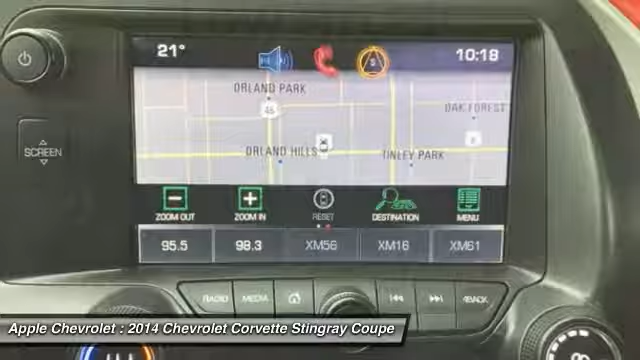 21° 10:18
S
ORLAND PARK
45
OAK FOREST
ORLAND HILLS
TINLEY PARK
SCREEN
ZOOM OUT ZOOM IN RESET DESTINATION MENU
95.5 98.3 XM56 XM16 XM61
RADIO MEDIA BACK
Apple Chevrolet : 2014 Chevrolet Corvette Stingray Coupe